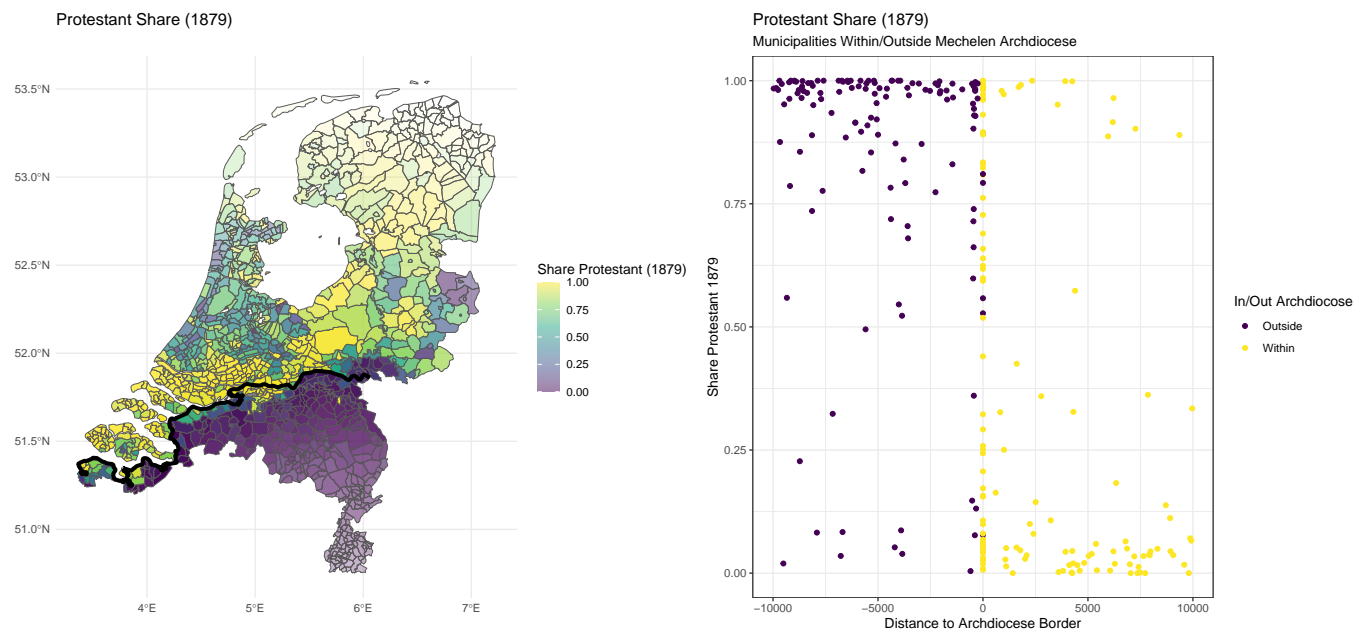 Protestant Share (1879)
53.5°N
53.0°N
52.5°N
52.0°N
51.5°N
51.0°N
4°E
5°E
6°E
7°E
Share Protestant (1879)
1.00
0.75
0.50
0.25
0.00
Protestant Share (1879)
Municipalities Within/Outside Mechelen Archdiocese
Share Protestant 1879
1.00
0.75
0.50
0.25
0.00
−10000
−5000
0
5000
10000
Distance to Archdiocese Border
In/Out Archdiocose
Outside
Within